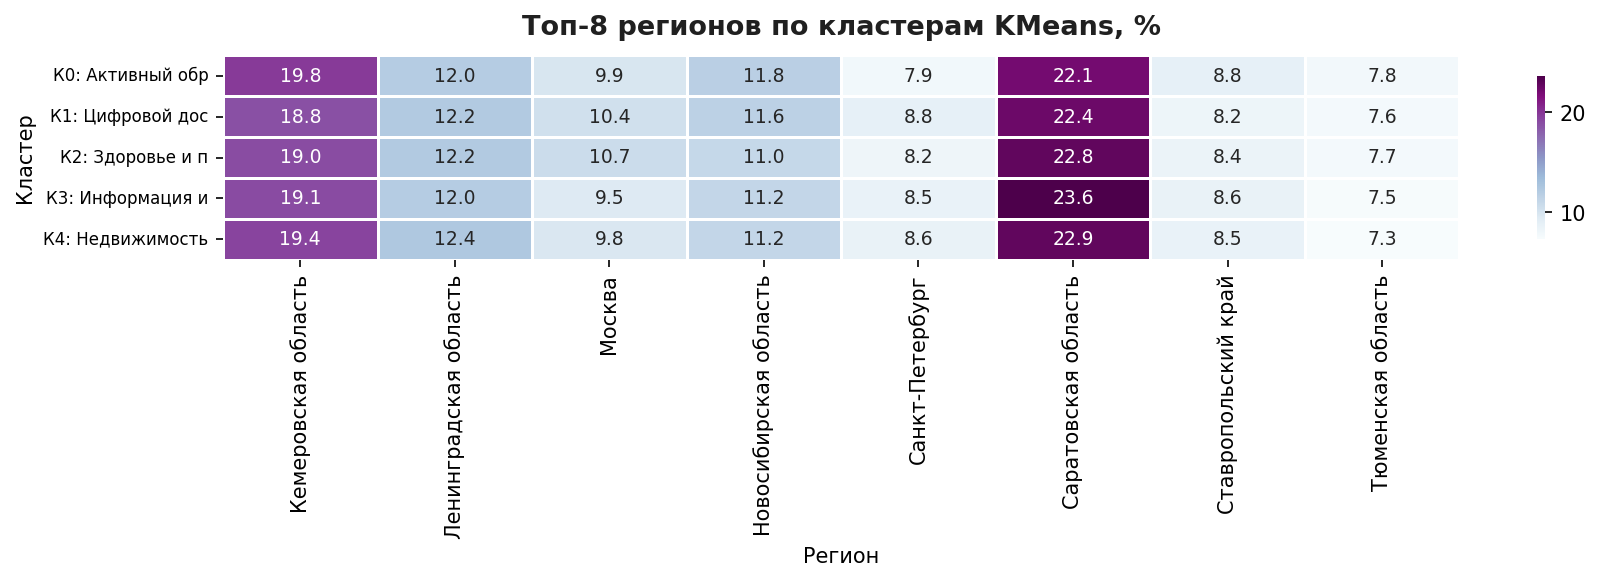 Топ-8 регионов по кластерам KMeans, %
Кластер
К0: Активный обр 19.8 12.0 9.9 11.8 7.9 22.1 8.8 7.8
К1: Цифровой дос 18.8 12.2 10.4 11.6 8.8 22.4 8.2 7.6
К2: Здоровье и п 19.0 12.2 10.7 11.0 8.2 22.8 8.4 7.7
К3: Информация и 19.1 12.0 9.5 11.2 8.5 23.6 8.6 7.5
К4: Недвижимость 19.4 12.4 9.8 11.2 8.6 22.9 8.5 7.3
20
10
Кемеровская область
Ленинградская область
Москва
Новосибирская область
Санкт-Петербург
Саратовская область
Ставропольский край
Тюменская область
Регион